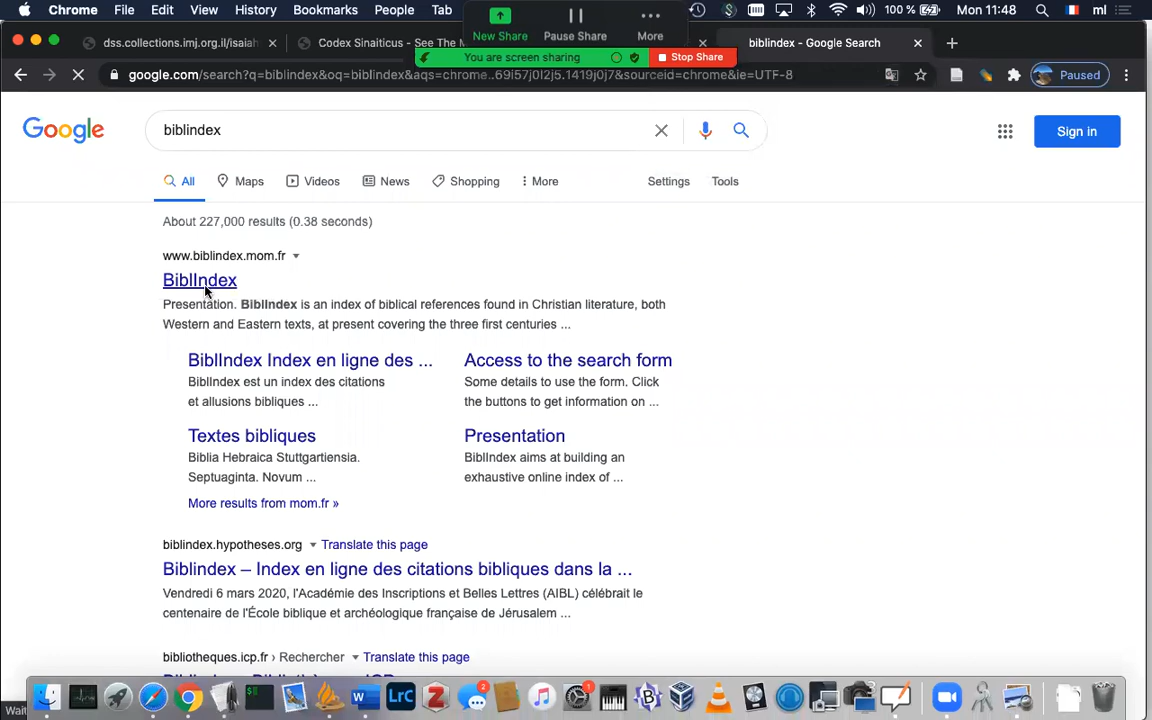 Chrome File Edit View History Bookmarks People Tab 100 % Mon 11:48 ml
New Share Pause Share More
You are screen sharing Stop Share
dss.collections.imj.org.il/isaiah Codex Sinaiticus - See The M biblindex - Google Search
google.com/search?q=biblindex&oq=biblindex&aqs=chrome..69i57j0l2j5.1419j0j7&sourceid=chrome&ie=UTF-8 Paused
Google biblindex Sign in
All Maps Videos News Shopping More Settings Tools
About 227,000 results (0.38 seconds)
www.biblindex.mom.fr
BiblIndex
Presentation. BiblIndex is an index of biblical references found in Christian literature, both
Western and Eastern texts, at present covering the three first centuries ...
BiblIndex Index en ligne des ... Access to the search form
BiblIndex est un index des citations Some details to use the form. Click
et allusions bibliques ... the buttons to get information on ...
Textes bibliques Presentation
Biblia Hebraica Stuttgartiensia. BiblIndex aims at building an
Septuaginta. Novum ... exhaustive online index of ...
More results from mom.fr »
biblindex.hypotheses.org Translate this page
Biblindex – Index en ligne des citations bibliques dans la ...
Vendredi 6 mars 2020, l'Académie des Inscriptions et Belles Lettres (AIBL) célébrait le
centenaire de l'École biblique et archéologique française de Jérusalem ...
bibliotheques.icp.fr › Rechercher Translate this page
LrC 2 1
Wait